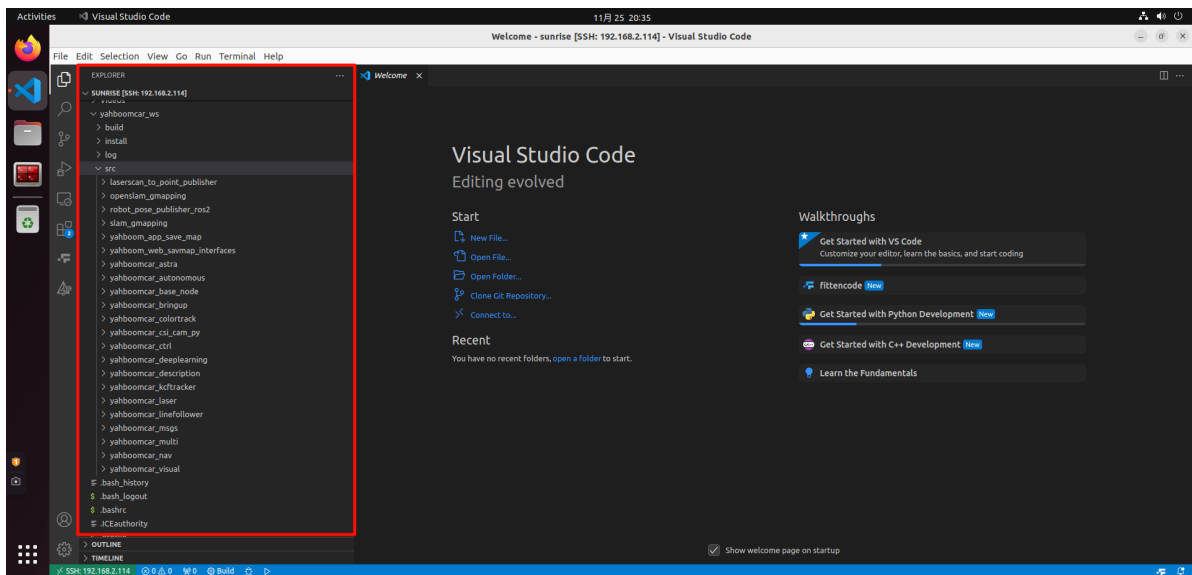 Activities Visual Studio Code 11月 25 20:35
Welcome - sunrise [SSH: 192.168.2.114] - Visual Studio Code
File Edit Selection View Go Run Terminal Help
EXPLORER
Welcome
SUNRISE [SSH: 192.168.2.114]
Videos
yahboomcar_ws
build
install
log
src
laserscan_to_point_publisher
openslam_gmapping
robot_pose_publisher_ros2
slam_gmapping
yahboom_app_save_map
yahboom_web_savmap_interfaces
yahboomcar_astra
yahboomcar_autonomous
yahboomcar_base_node
yahboomcar_bringup
yahboomcar_colortrack
yahboomcar_csi_cam_py
yahboomcar_ctrl
yahboomcar_deeplearning
yahboomcar_description
yahboomcar_kcftracker
yahboomcar_laser
yahboomcar_linefollower
yahboomcar_msgs
yahboomcar_multi
yahboomcar_nav
yahboomcar_visual
.bash_history
$ .bash_logout
$ .bashrc
.ICEauthority
OUTLINE
TIMELINE
Visual Studio Code
Editing evolved
Start
New File...
Open File...
Open Folder...
Clone Git Repository...
Connect to...
Recent
You have no recent folders, open a folder to start.
Walkthroughs
Get Started with VS Code
Customize your editor, learn the basics, and start coding
fittencode New
Get Started with Python Development New
Get Started with C++ Development New
Learn the Fundamentals
Show welcome page on startup
SSH: 192.168.2.114 0 0 0 Build